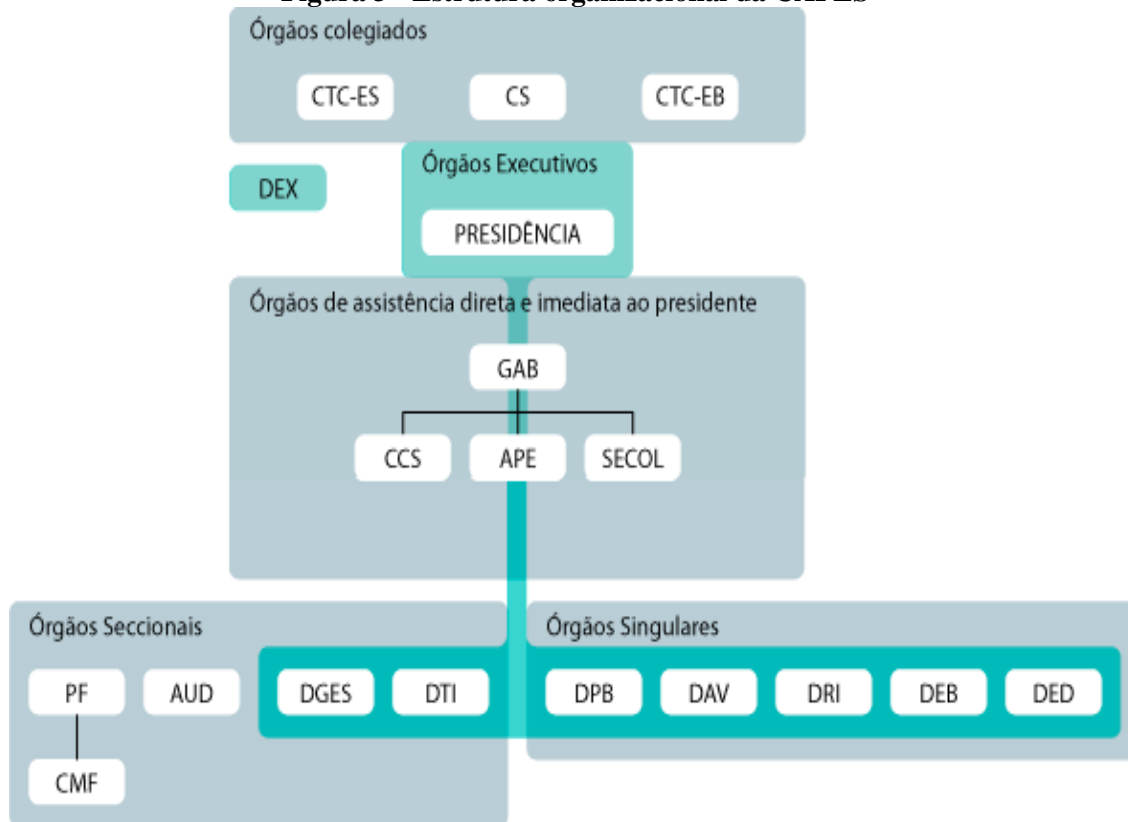 Órgãos colegiados
CTC-ES CS CTC-EB
DEX
Órgãos Executivos
PRESIDÊNCIA
Órgãos de assistência direta e imediata ao presidente
GAB
CCS APE SECOL
Órgãos Seccionais
PF AUD DGES DTI
CMF
Órgãos Singulares
DPB DAV DRI DEB DED